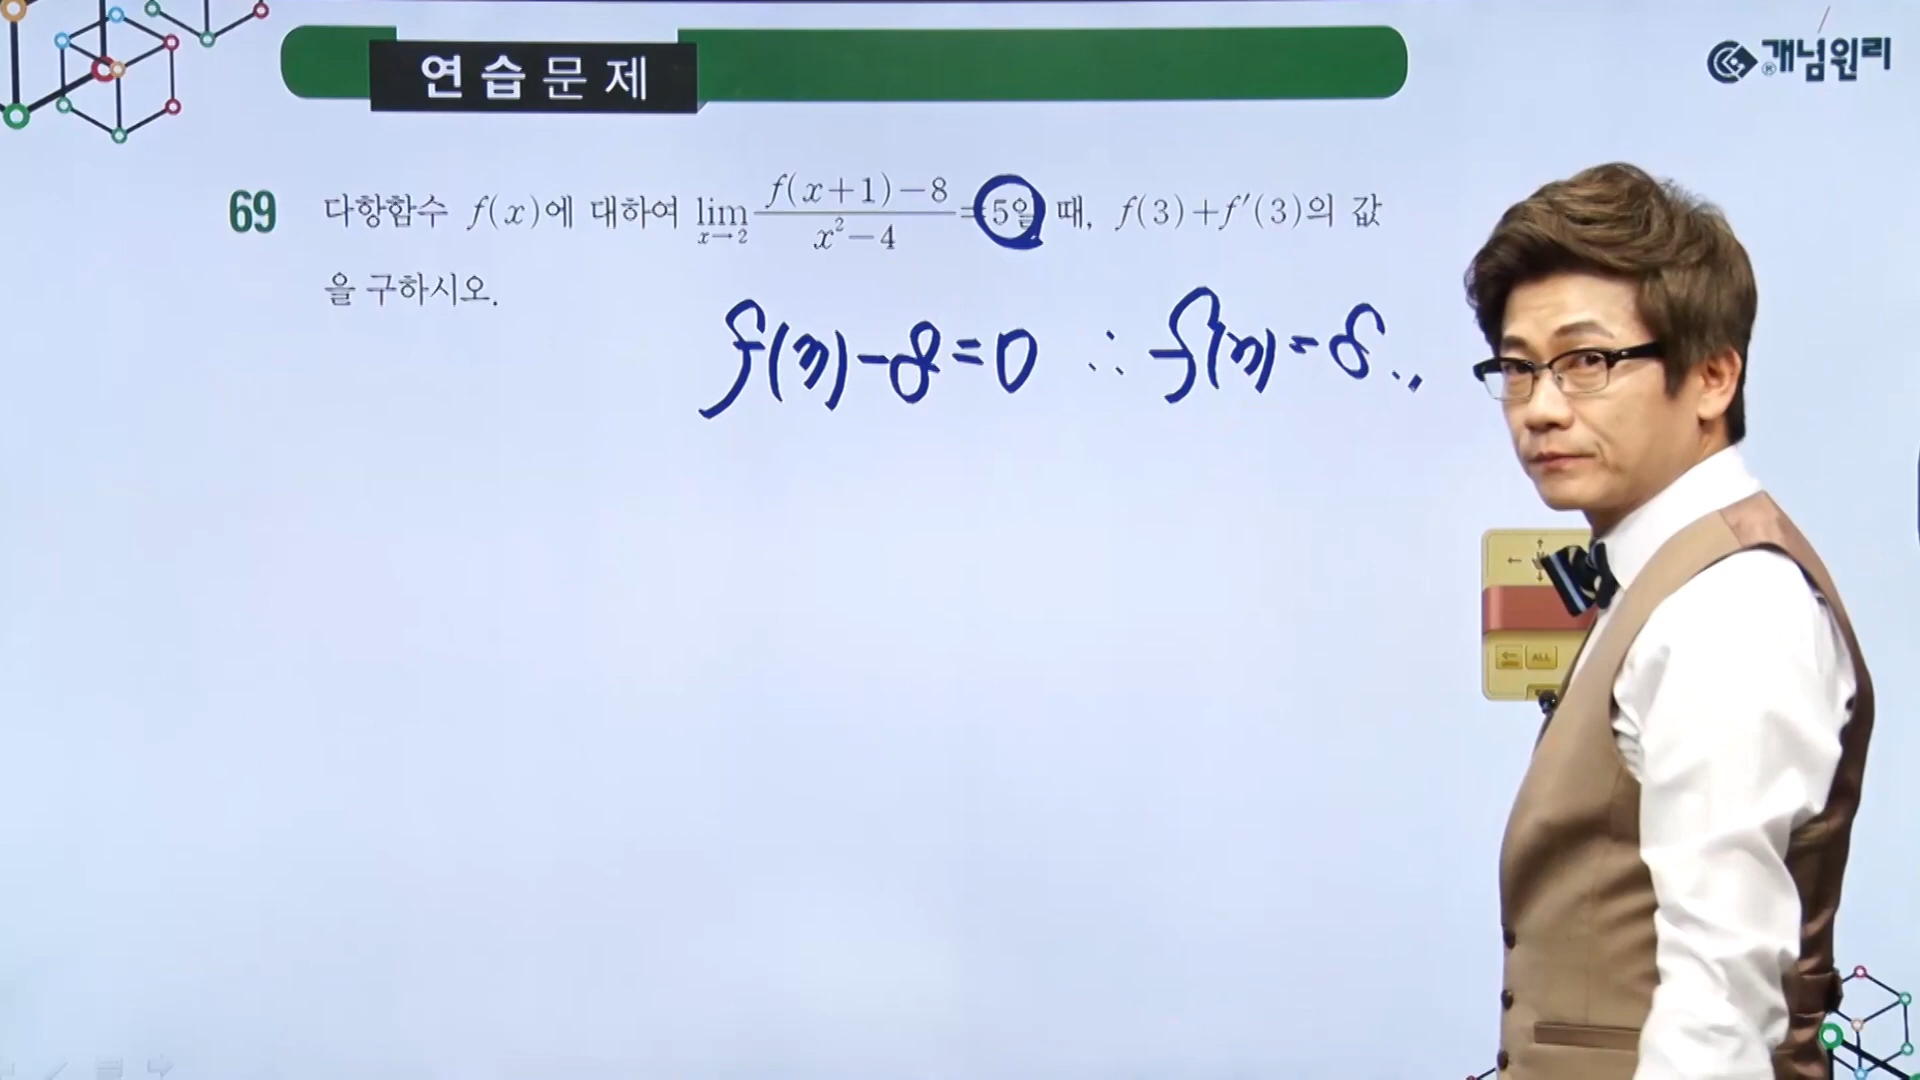 연습문제
개념원리
69 다항함수 f(x)에 대하여 lim x→2 f(x+1)-8 / x²-4 =5일 때, f(3)+f′(3)의 값
을 구하시오.
f(3)-8=0 ∴ f(3)=8
ALL